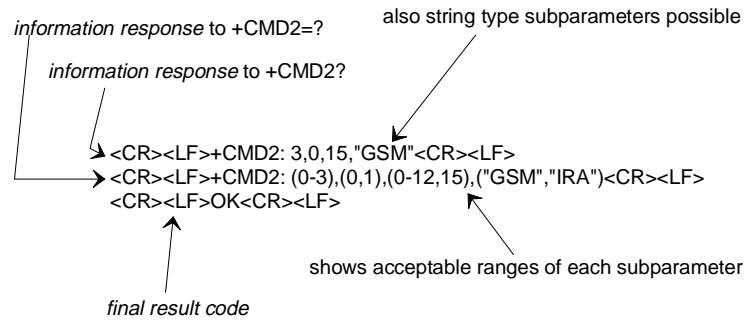 also string type subparameters possible
information response to +CMD2=?
information response to +CMD2?
<CR><LF>+CMD2: 3,0,15,"GSM"<CR><LF>
<CR><LF>+CMD2: (0-3),(0,1),(0-12,15),("GSM","IRA")<CR><LF>
<CR><LF>OK<CR><LF>
shows acceptable ranges of each subparameter
final result code